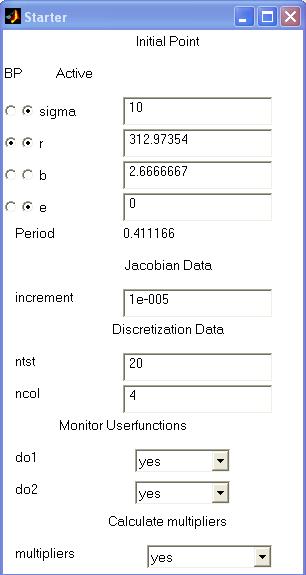 Starter
Initial Point
BP Active
sigma 10
r 312.97354
b 2.6666667
e 0
Period 0.411166
Jacobian Data
increment 1e-005
Discretization Data
ntst 20
ncol 4
Monitor Userfunctions
do1 yes
do2 yes
Calculate multipliers
multipliers yes